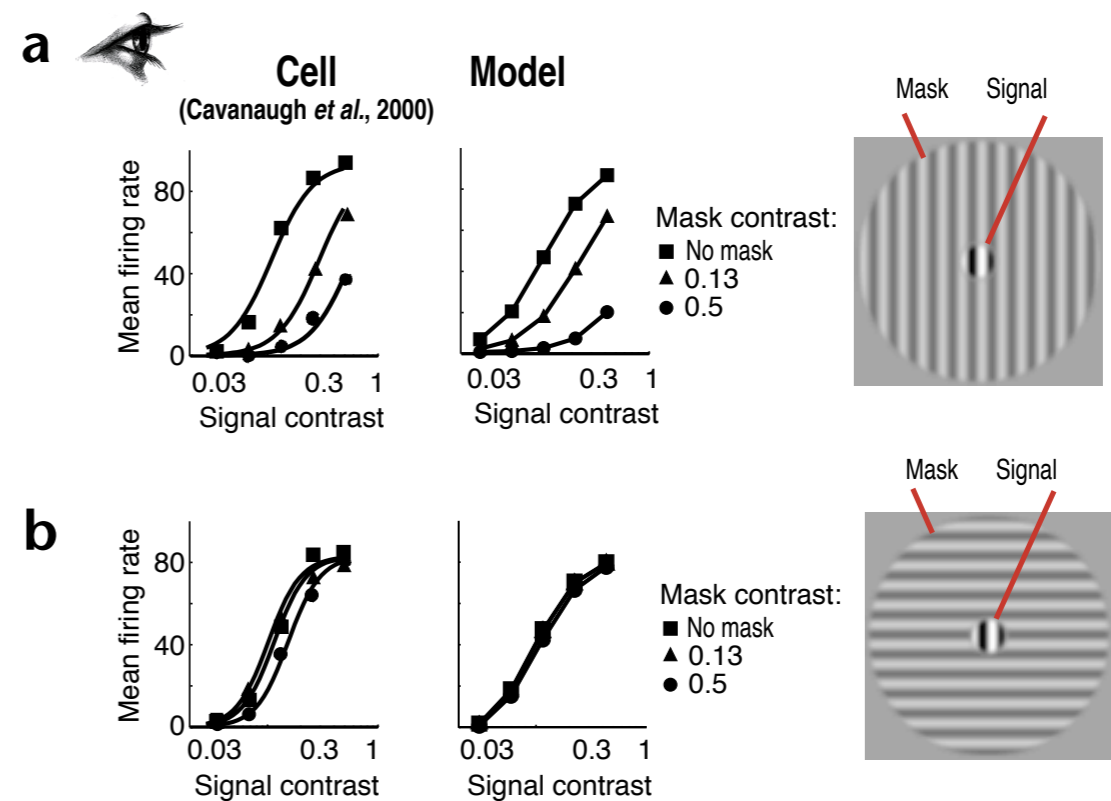 a
Cell
(Cavanaugh et al., 2000)
Model
Mean firing rate
80
40
0
0.03 0.3 1
Signal contrast
0.03 0.3 1
Signal contrast
Mask contrast:
No mask
0.13
0.5
Mask Signal
b
Mean firing rate
80
40
0
0.03 0.3 1
Signal contrast
0.03 0.3 1
Signal contrast
Mask contrast:
No mask
0.13
0.5
Mask Signal